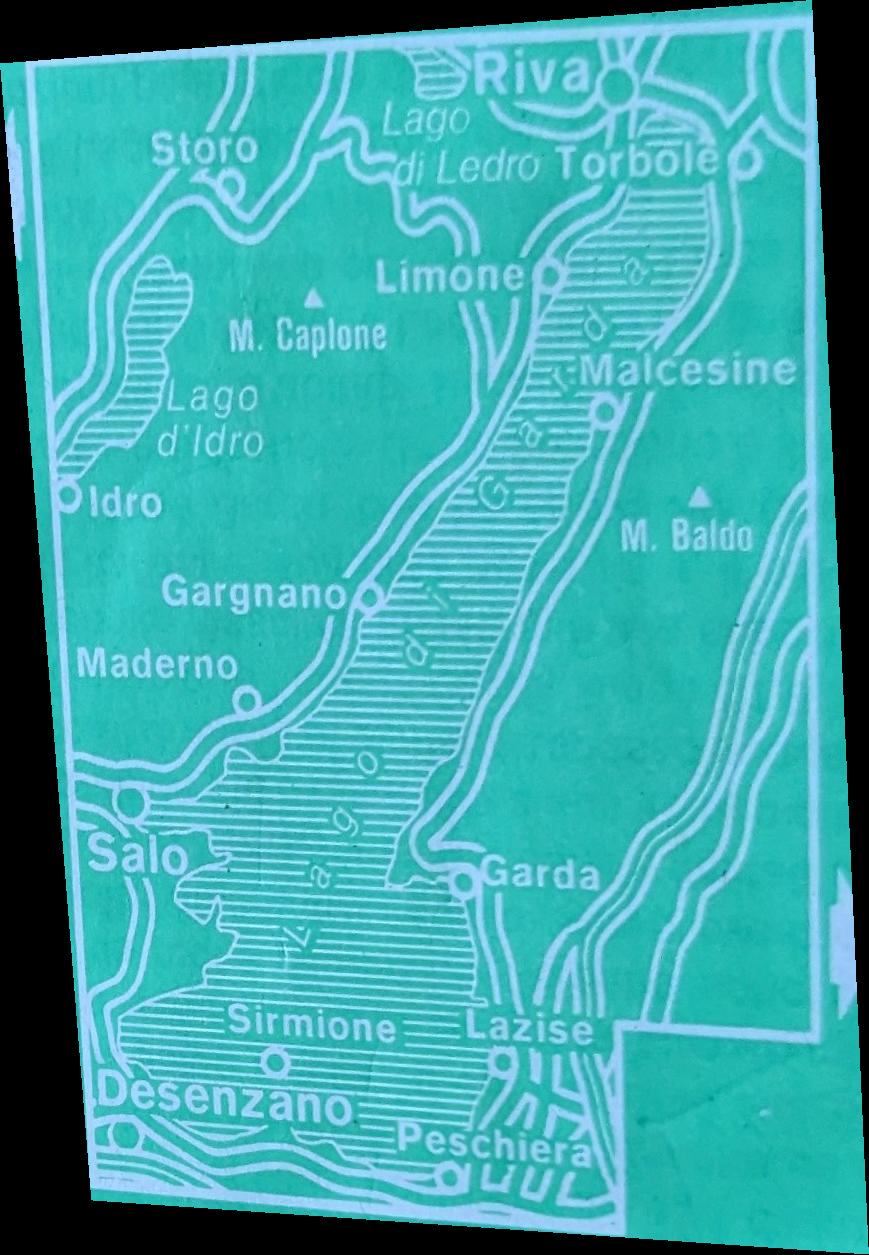 Riva
Lago
di Ledro
Torbole
Storo
Limone
M. Caplone
Malcesine
Lago
d'Idro
Idro
M. Baldo
Gargnano
Maderno
Lago di Garda
Salo
Garda
Sirmione
Lazise
Desenzano
Peschiera